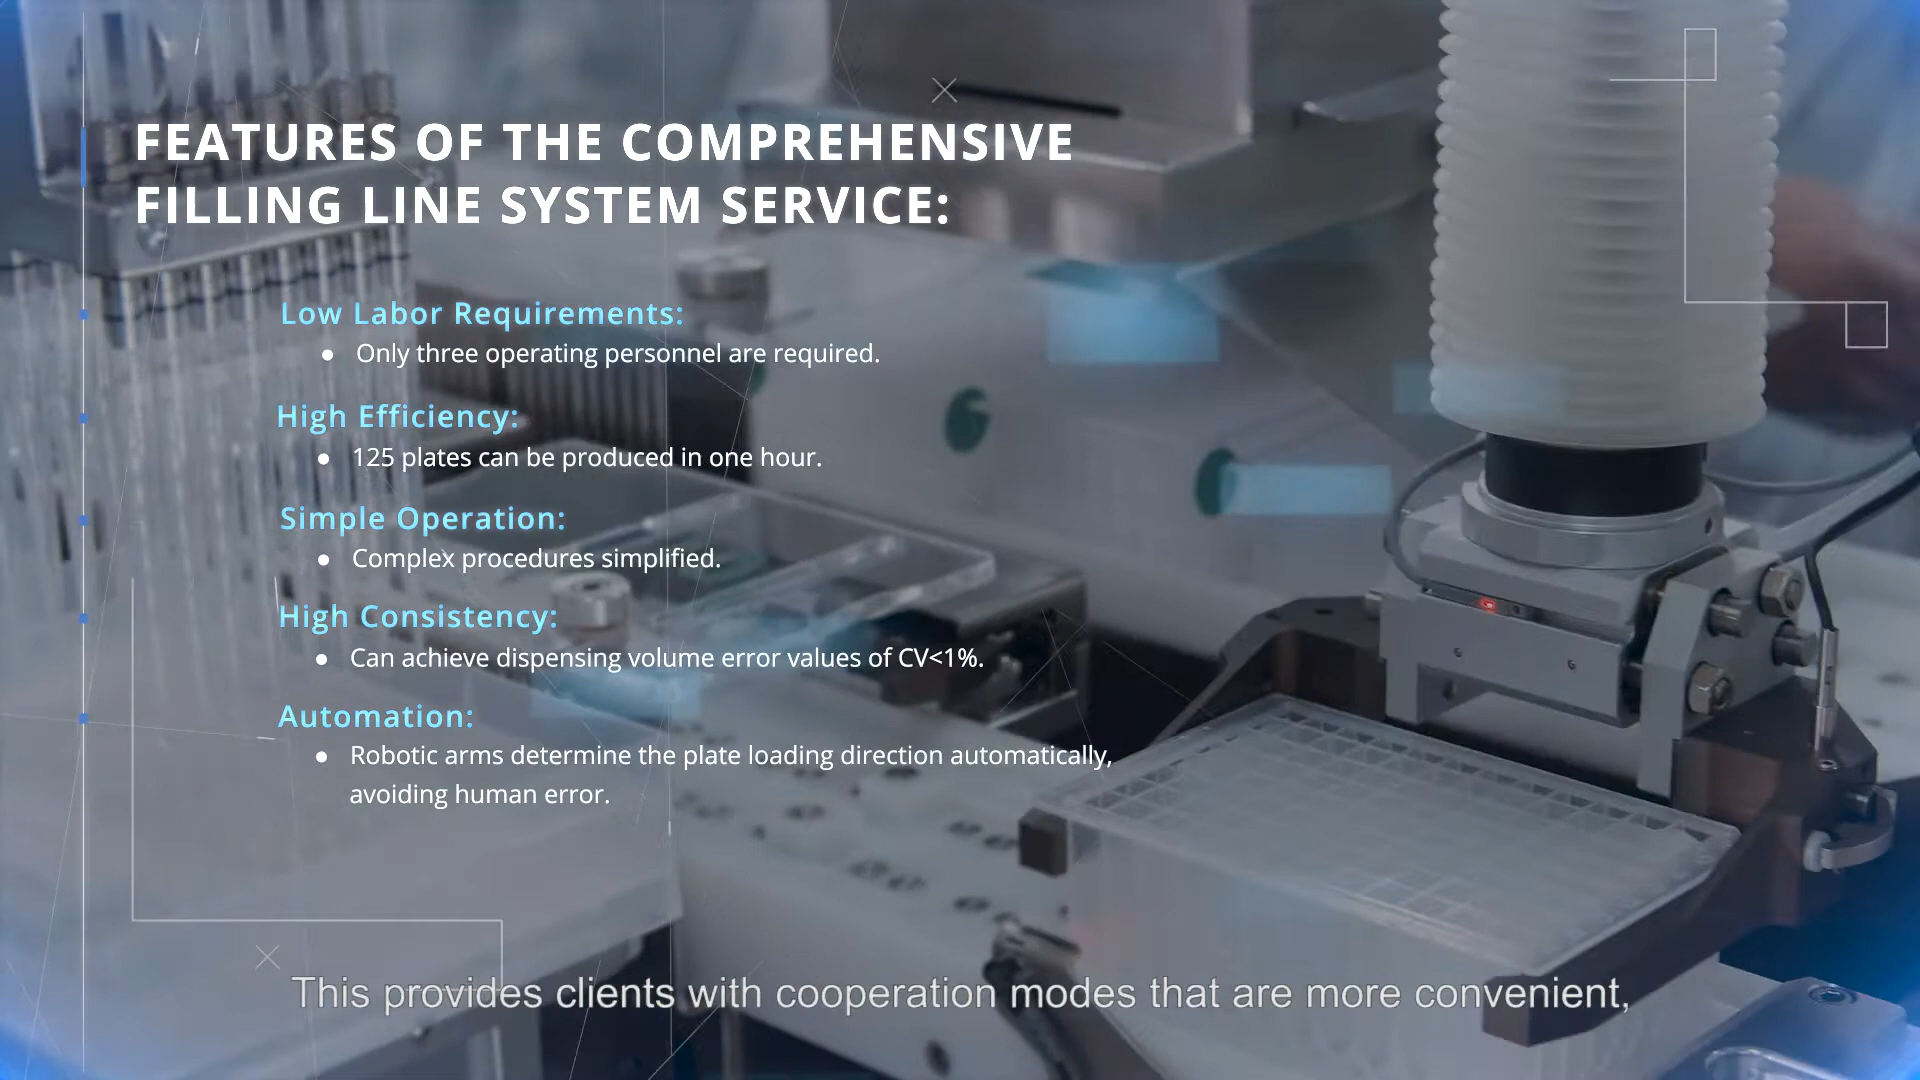 FEATURES OF THE COMPREHENSIVE
FILLING LINE SYSTEM SERVICE:
Low Labor Requirements:
● Only three operating personnel are required.
High Efficiency:
● 125 plates can be produced in one hour.
Simple Operation:
● Complex procedures simplified.
High Consistency:
● Can achieve dispensing volume error values of CV<1%.
Automation:
● Robotic arms determine the plate loading direction automatically,
avoiding human error.
This provides clients with cooperation modes that are more convenient,